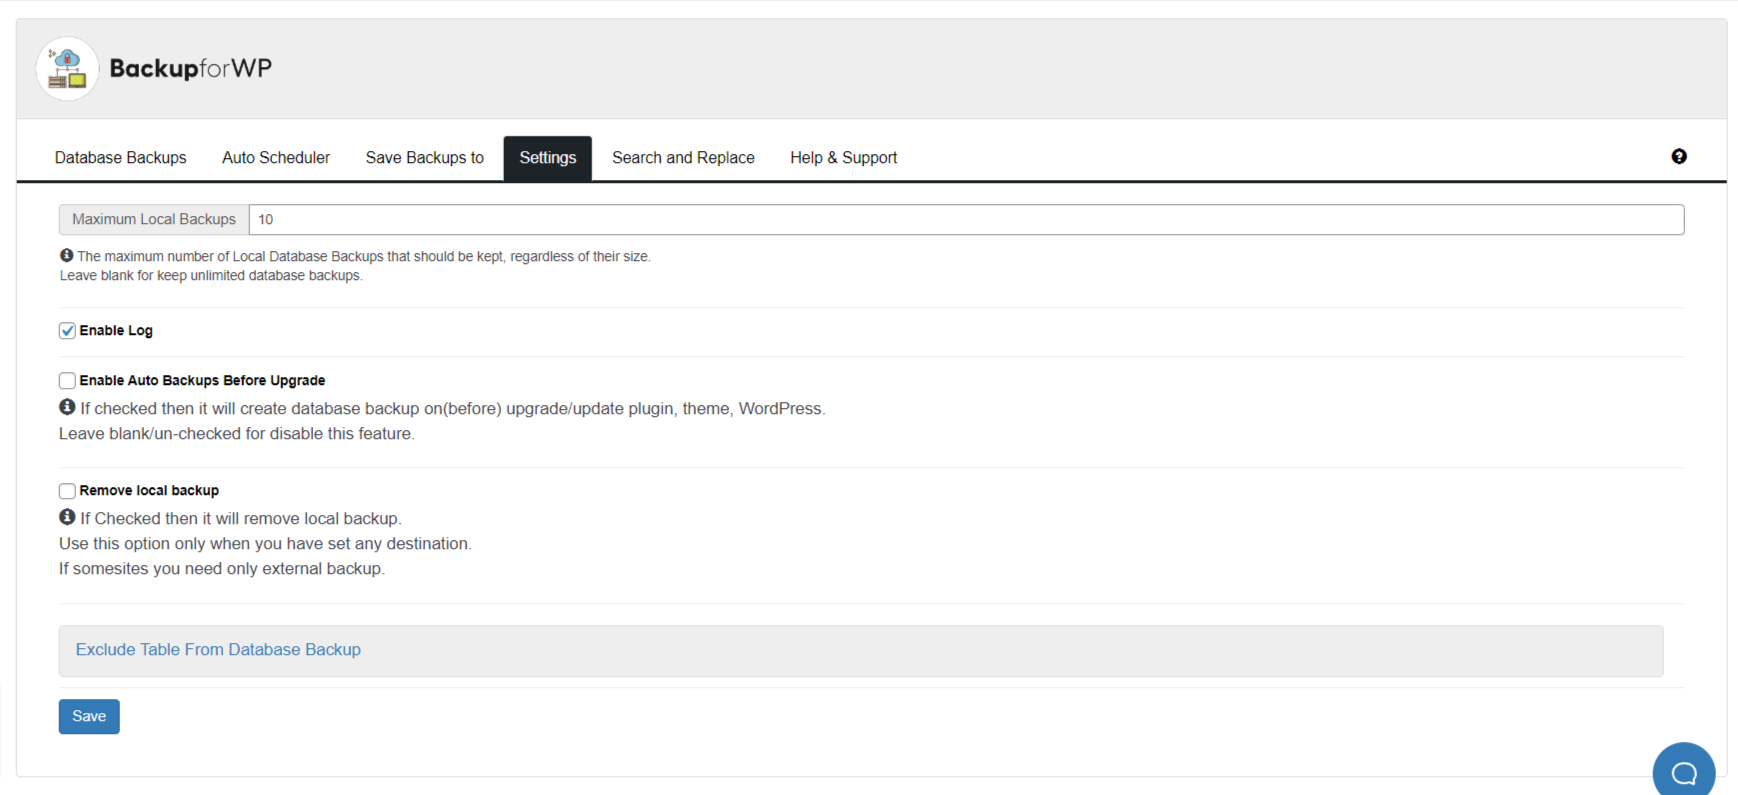 BackupforWP
Database Backups Auto Scheduler Save Backups to Settings Search and Replace Help & Support
Maximum Local Backups 10
The maximum number of Local Database Backups that should be kept, regardless of their size.
Leave blank for keep unlimited database backups.
Enable Log
Enable Auto Backups Before Upgrade
If checked then it will create database backup on(before) upgrade/update plugin, theme, WordPress.
Leave blank/un-checked for disable this feature.
Remove local backup
If Checked then it will remove local backup.
Use this option only when you have set any destination.
If somesites you need only external backup.
Exclude Table From Database Backup
Save